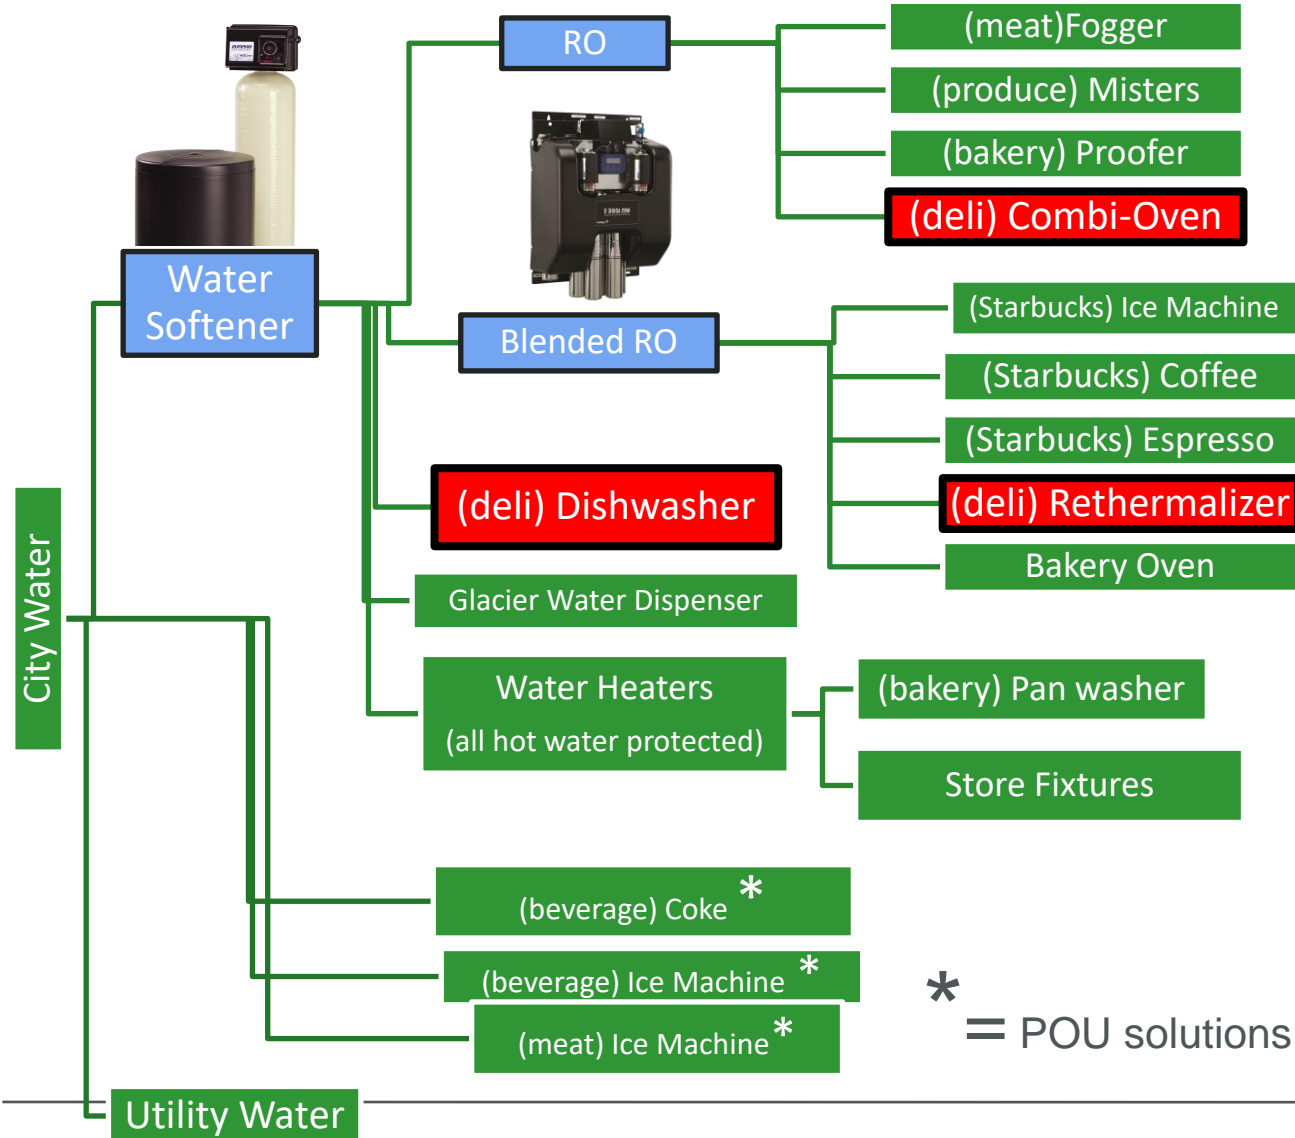 RO
(meat)Fogger
(produce) Misters
(bakery) Proofer
(deli) Combi-Oven
Water
Softener
Blended RO
(Starbucks) Ice Machine
(Starbucks) Coffee
(Starbucks) Espresso
(deli) Rethermalizer
Bakery Oven
(deli) Dishwasher
Glacier Water Dispenser
City Water
Water Heaters
(all hot water protected)
(bakery) Pan washer
Store Fixtures
(beverage) Coke *
(beverage) Ice Machine *
(meat) Ice Machine *
* = POU solutions
Utility Water